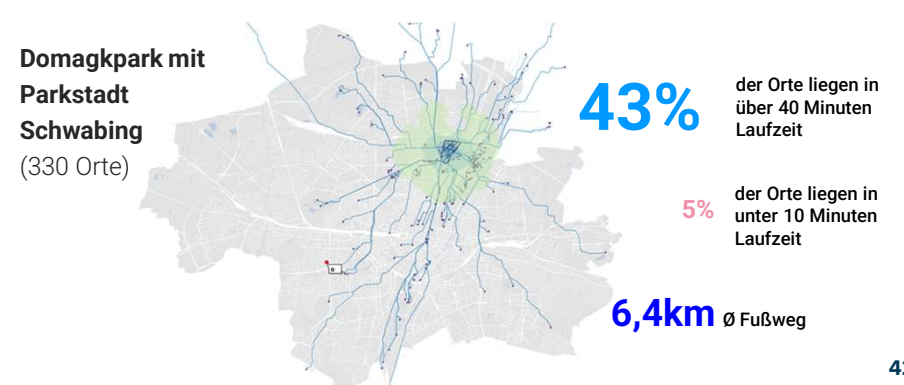 Domagkpark mit
Parkstadt
Schwabing
(330 Orte)
43%
der Orte liegen in
über 40 Minuten
Laufzeit
5%
der Orte liegen in
unter 10 Minuten
Laufzeit
6,4km Ø Fußweg